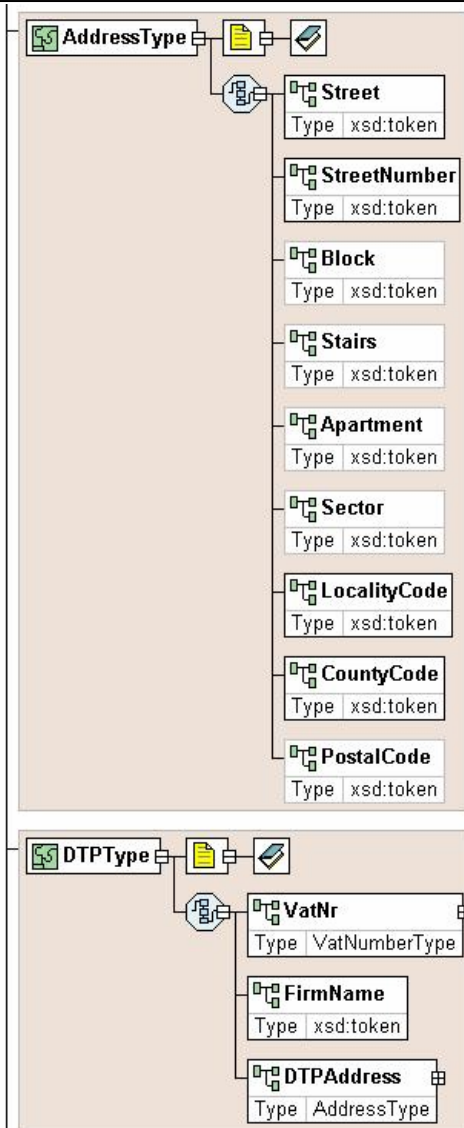 AddressType
Street
Type xsd:token
StreetNumber
Type xsd:token
Block
Type xsd:token
Stairs
Type xsd:token
Apartment
Type xsd:token
Sector
Type xsd:token
LocalityCode
Type xsd:token
CountyCode
Type xsd:token
PostalCode
Type xsd:token
DTPType
VatNr
Type VatNumberType
FirmName
Type xsd:token
DTPAddress
Type AddressType